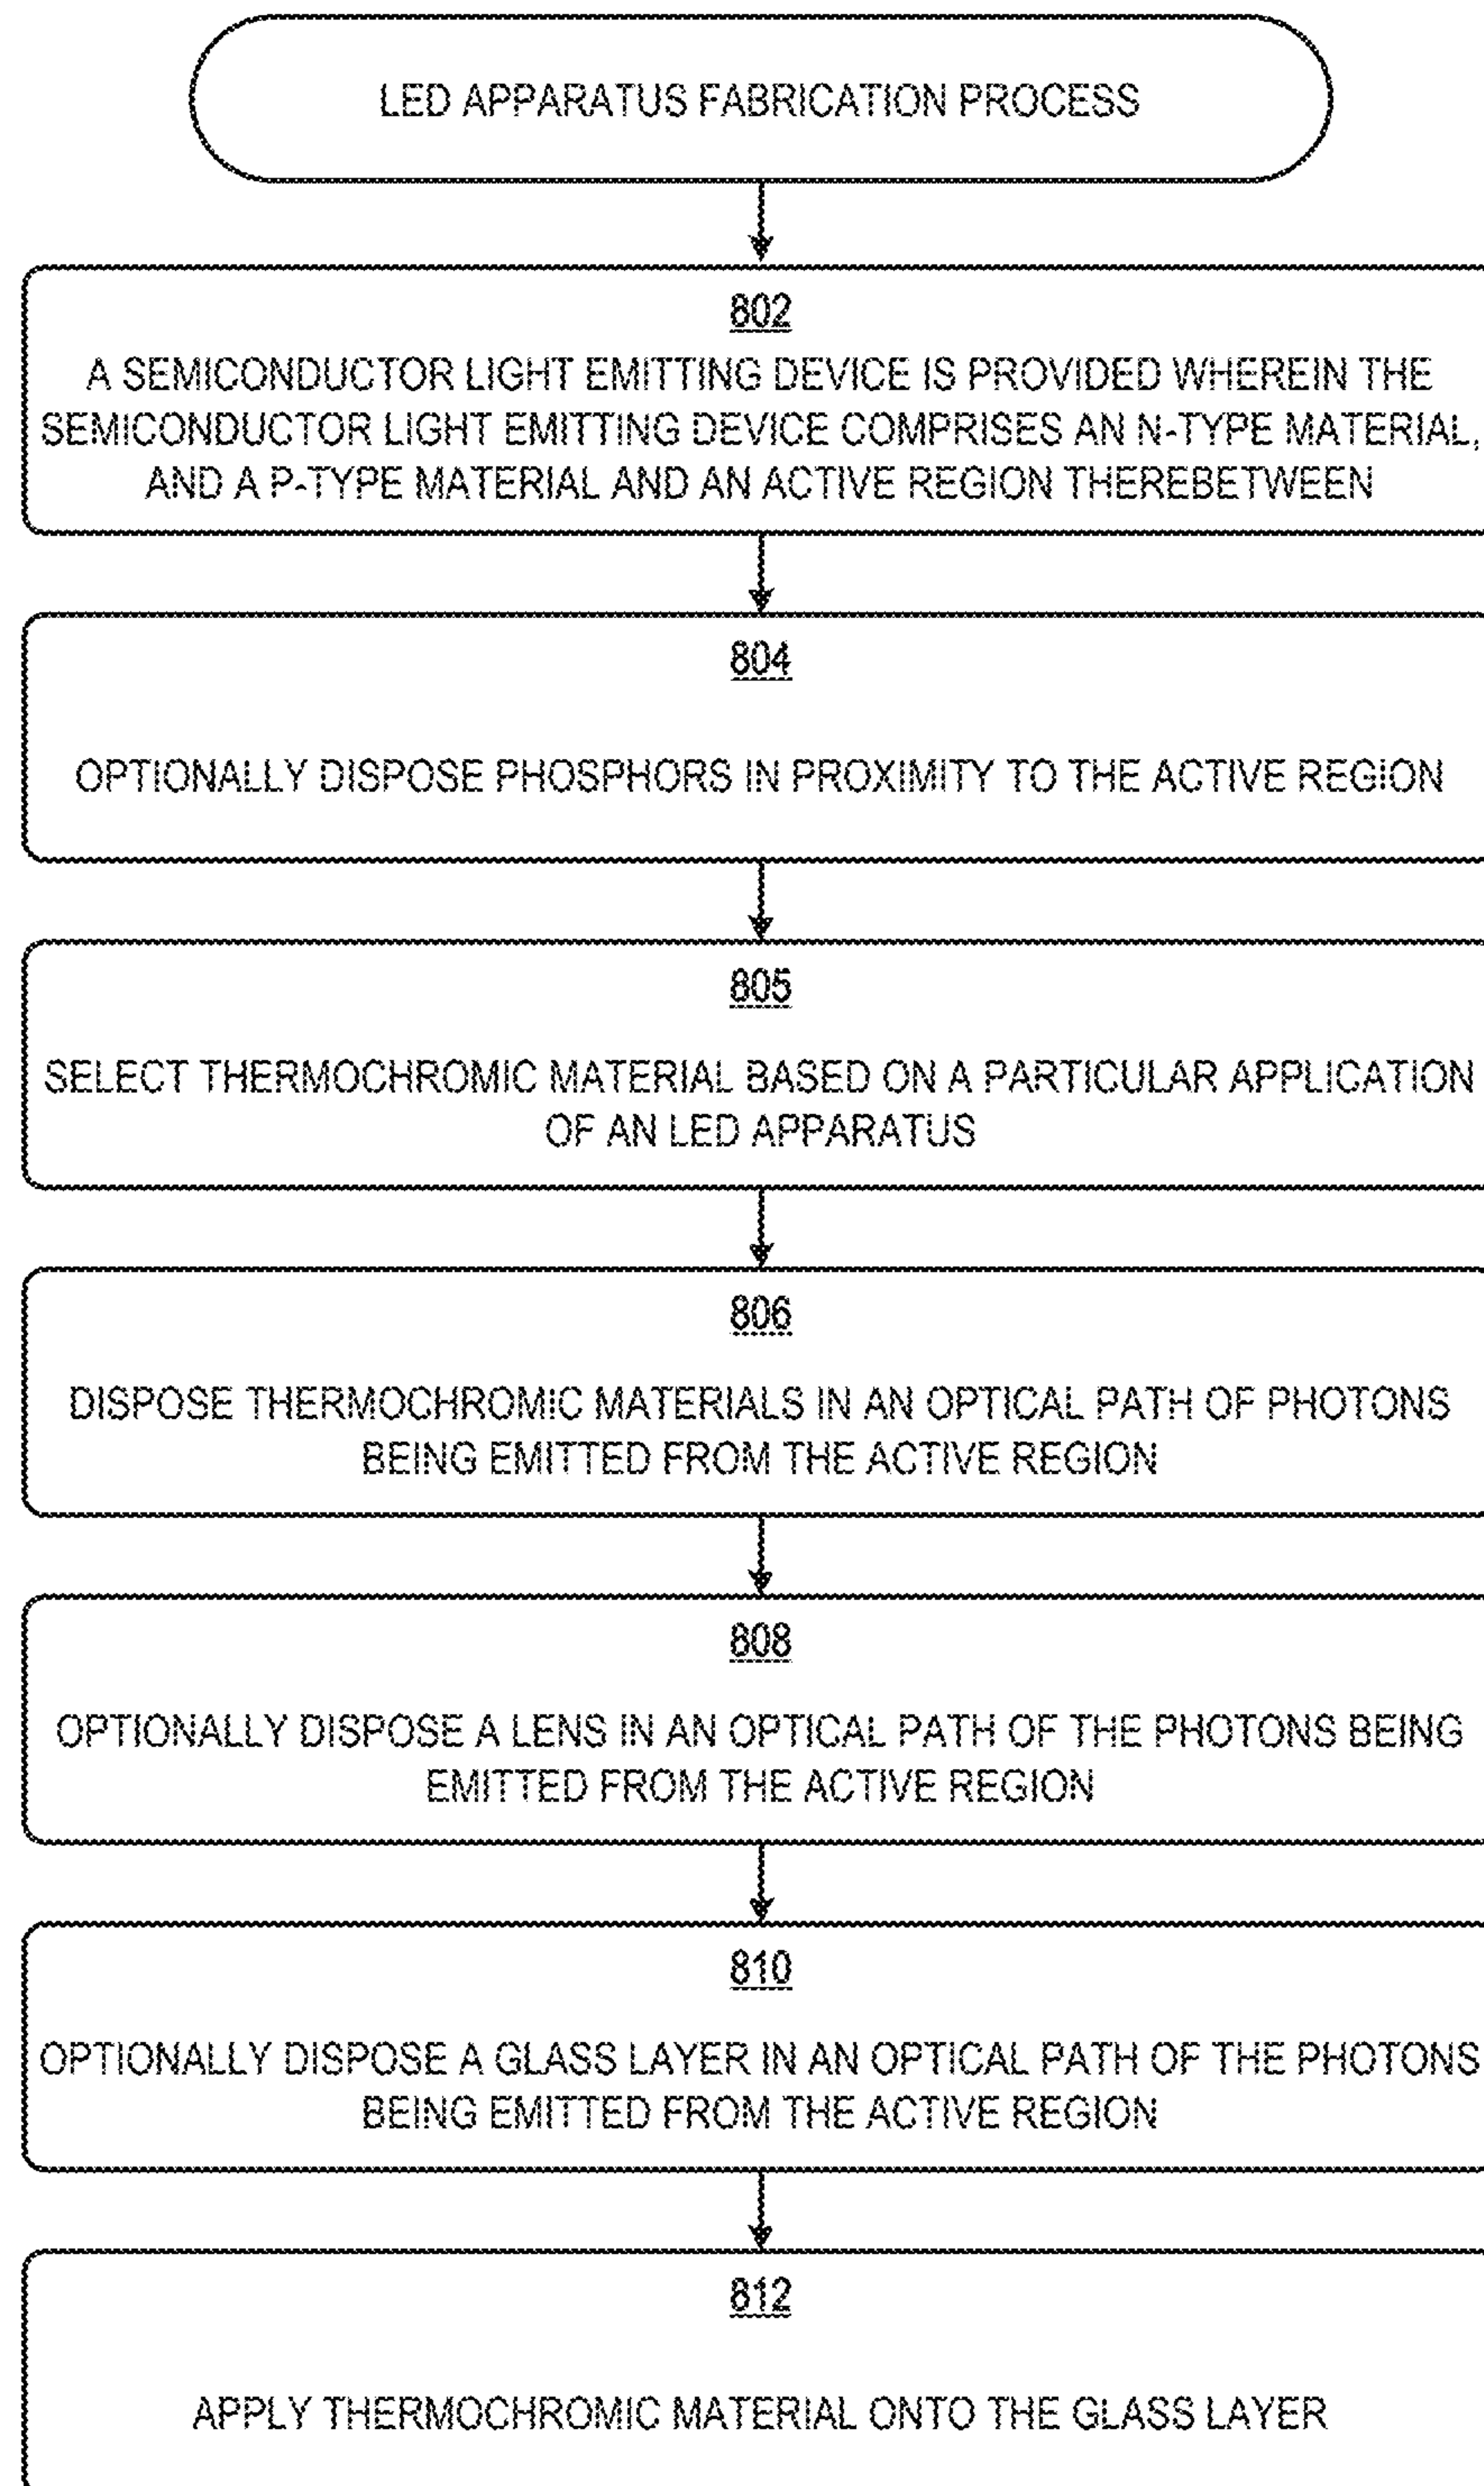 LED APPARATUS FABRICATION PROCESS
802
A SEMICONDUCTOR LIGHT EMITTING DEVICE IS PROVIDED WHEREIN THE
SEMICONDUCTOR LIGHT EMITTING DEVICE COMPRISES AN N-TYPE MATERIAL,
AND A P-TYPE MATERIAL AND AN ACTIVE REGION THEREBETWEEN
804
OPTIONALLY DISPOSE PHOSPHORS IN PROXIMITY TO THE ACTIVE REGION
805
SELECT THERMOCHROMIC MATERIAL BASED ON A PARTICULAR APPLICATION
OF AN LED APPARATUS
806
DISPOSE THERMOCHROMIC MATERIALS IN AN OPTICAL PATH OF PHOTONS
BEING EMITTED FROM THE ACTIVE REGION
808
OPTIONALLY DISPOSE A LENS IN AN OPTICAL PATH OF THE PHOTONS BEING
EMITTED FROM THE ACTIVE REGION
810
OPTIONALLY DISPOSE A GLASS LAYER IN AN OPTICAL PATH OF THE PHOTONS
BEING EMITTED FROM THE ACTIVE REGION
812
APPLY THERMOCHROMIC MATERIAL ONTO THE GLASS LAYER